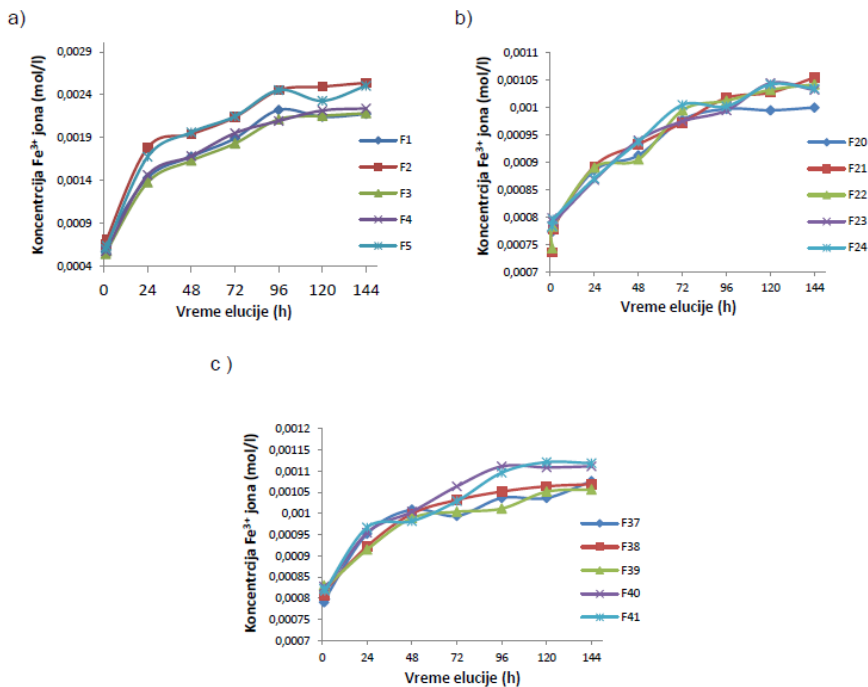 a)
Koncentrcija Fe³⁺ jona (mol/l)
0,0029
0,0024
0,0019
0,0014
0,0009
0,0004
0 24 48 72 96 120 144
Vreme elucije (h)
F1
F2
F3
F4
F5
b)
Koncentrcija Fe³⁺ jona (mol/l)
0,0011
0,00105
0,001
0,00095
0,0009
0,00085
0,0008
0,00075
0,0007
0 24 48 72 96 120 144
Vreme elucije (h)
F20
F21
F22
F23
F24
c )
Koncentrcija Fe³⁺ jona (mol/l)
0,0012
0,00115
0,0011
0,00105
0,001
0,00095
0,0009
0,00085
0,0008
0,00075
0,0007
0 24 48 72 96 120 144
Vreme elucije (h)
F37
F38
F39
F40
F41